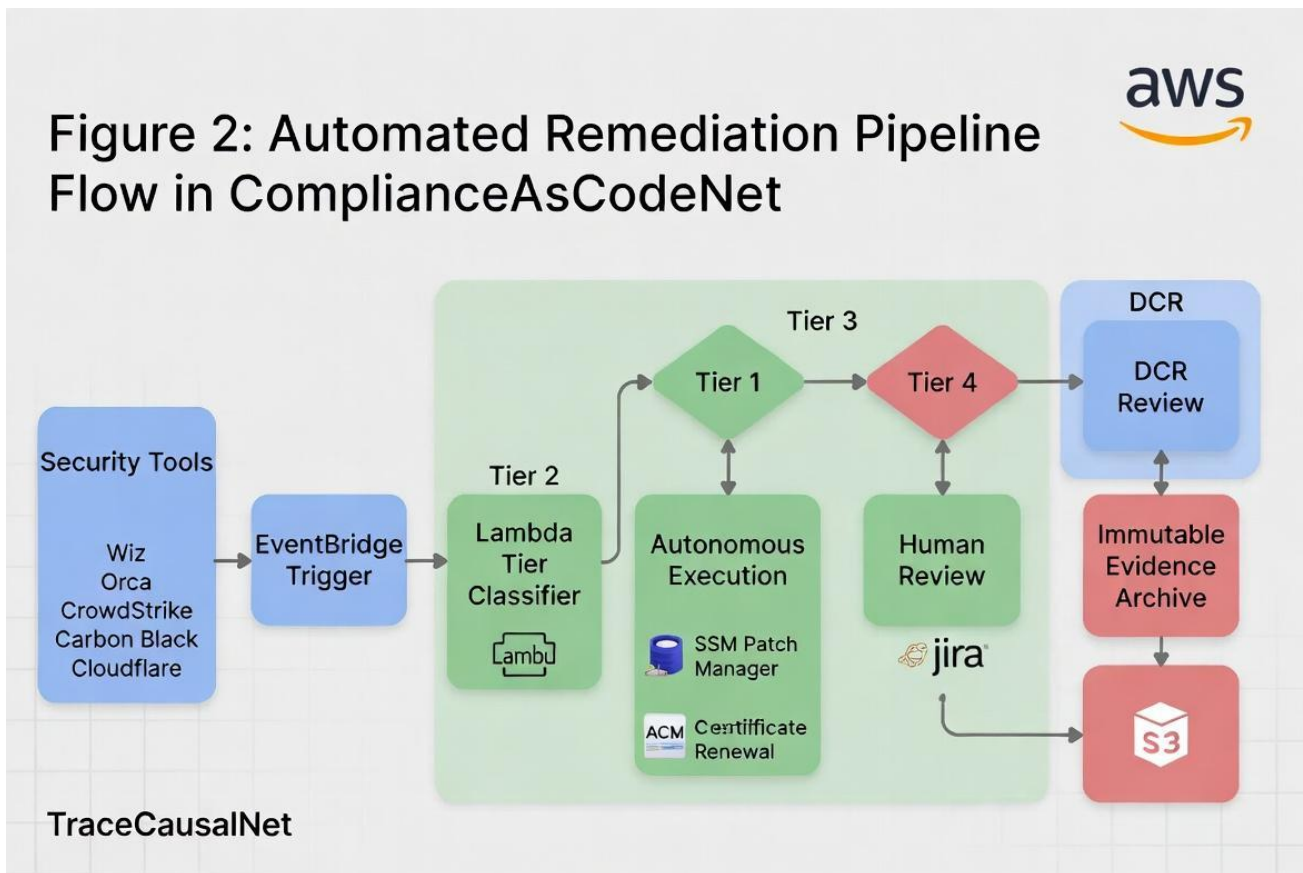 aws
Figure 2: Automated Remediation Pipeline
Flow in ComplianceAsCodeNet
Security Tools
Wiz
Orca
CrowdStrike
Carbon Black
Cloudflare
EventBridge
Trigger
Tier 2
Lambda
Tier
Classifier
Tier 1
Tier 3
Tier 4
Autonomous
Execution
SSM Patch
Manager
ACM
Renewal
Human
Review
jira
DCR
DCR
Review
Immutable
Evidence
Archive
S3
TraceCausalNet